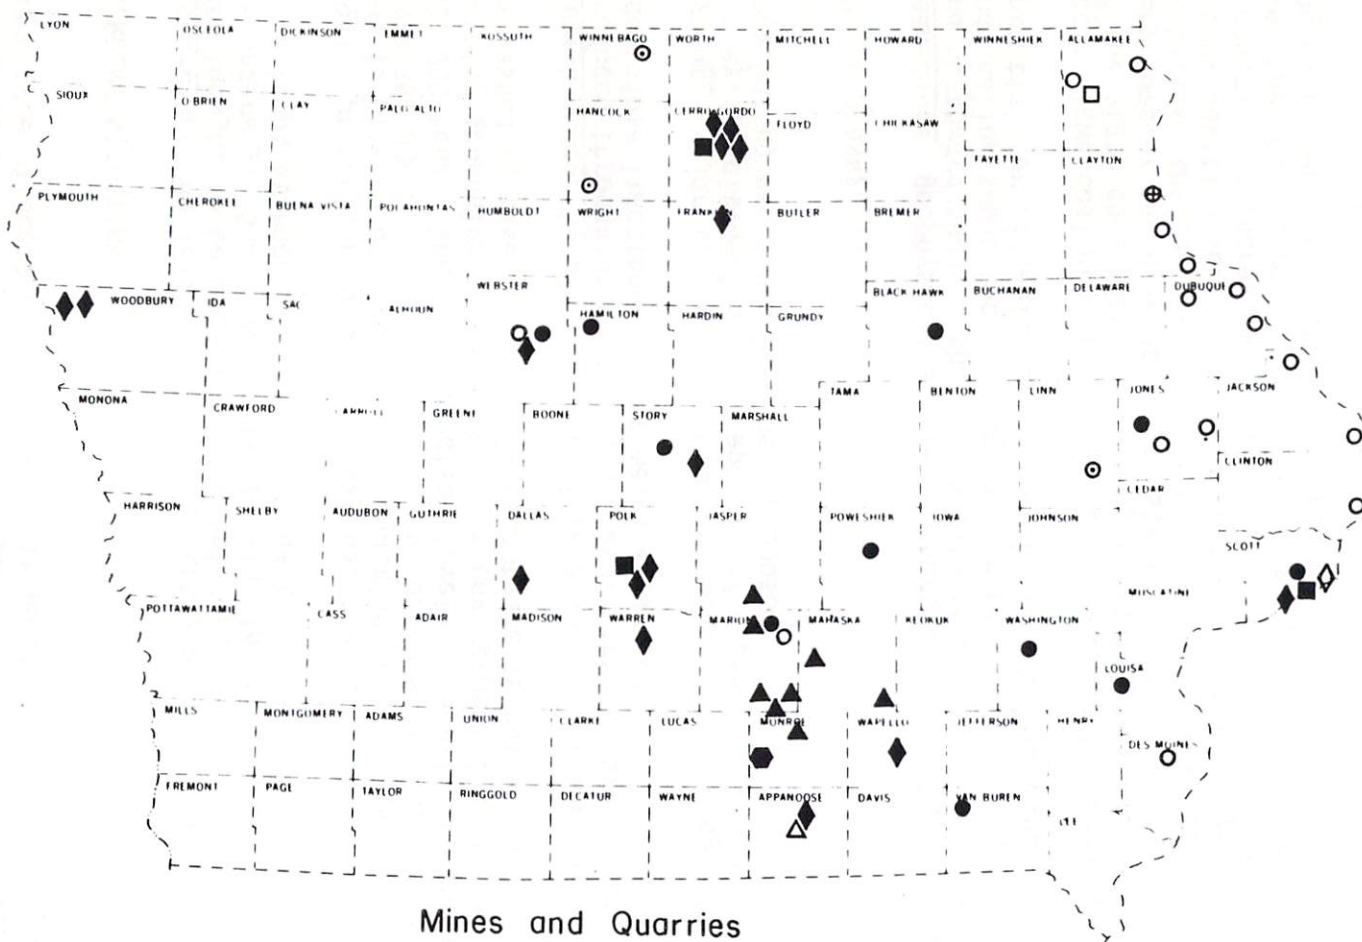 LYON OSCEOLA DICKINSON EMMET KOSSUTH WINNEBAGO WORTH MITCHELL HOWARD WINNESHIEK ALLAMAKEE
SIOUX O'BRIEN CLAY PALO ALTO HANCOCK CERRO GORDO FLOYD CHICKASAW
FAYETTE CLAYTON
PLYMOUTH CHEROKEE BUENA VISTA POCAHONTAS HUMBOLDT WRIGHT FRANKLIN BUTLER BREMER
WOODBURY IDA SAC ALHOUN WEBSTER HAMILTON HARDIN GRUNDY BLACK HAWK BUCHANAN DELAWARE DUBUQUE
MONONA CRAWFORD CARROLL GREENE BOONE STORY MARSHALL TAMA BENTON LINN JONES JACKSON
CLINTON
CEDAR
HARRISON SHELBY AUDUBON GUTHRIE DALLAS POLK JASPER POWESHIEK IOWA JOHNSON
SCOTT
MUSCATINE
POTTAWATTAMIE CASS ADAIR MADISON WARREN MARION MAHASKA KEOKUK WASHINGTON
LOUISA
MILLS MONTGOMERY ADAMS UNION CLARKE LUCAS MONROE WAPELLO JEFFERSON HENRY
DES MOINES
FREMONT PAGE TAYLOR RINGGOLD DECATUR WAYNE APPANOOSE DAVIS VAN BUREN
LEE
Mines and Quarries